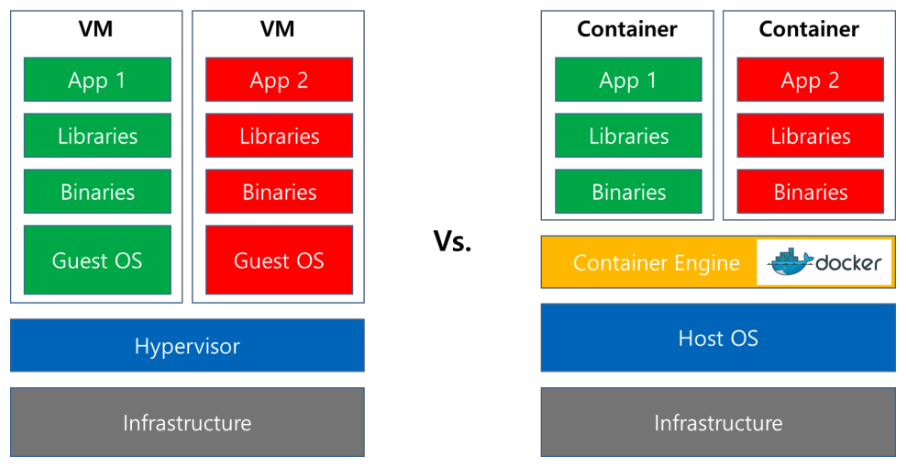 VM
App 1
Libraries
Binaries
Guest OS
VM
App 2
Libraries
Binaries
Guest OS
Hypervisor
Infrastructure
Vs.
Container
App 1
Libraries
Binaries
Container
App 2
Libraries
Binaries
Container Engine
docker
Host OS
Infrastructure